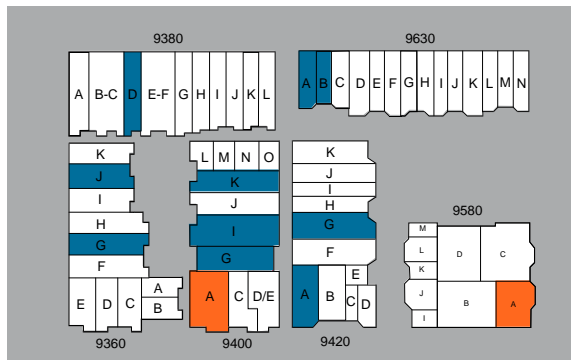 9380
9630
A B-C D E-F G H I J K L
A B C D E F G H I J K L M N
K
J
I
H
G
F
E D C A
B
9360
L M N O
K
J
I
G
A C D/E
9400
K
J
I
H
G
F
E
A B C D
9420
9580
M
L
K
J
I
D C
B A